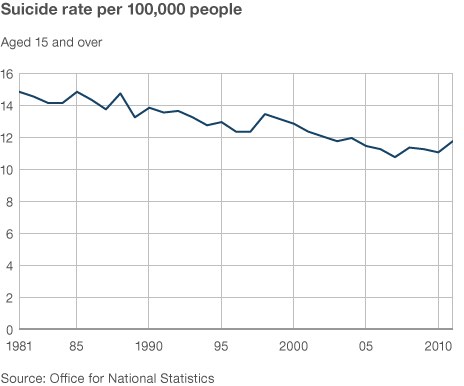 Suicide rate per 100,000 people
Aged 15 and over
16
14
12
10
8
6
4
2
0
1981 85 1990 95 2000 05 2010
Source: Office for National Statistics